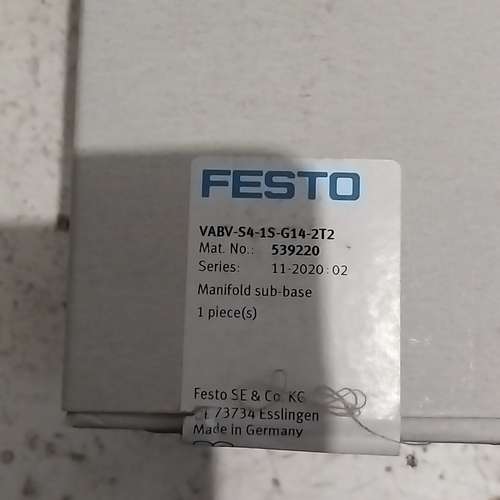 FESTO
VABV-S4-1S-G14-2T2
Mat. No.: 539220
Series: 11-2020:02
Manifold sub-base
1 piece(s)
Festo SE & Co. KG
73734 Esslingen
Made in Germany